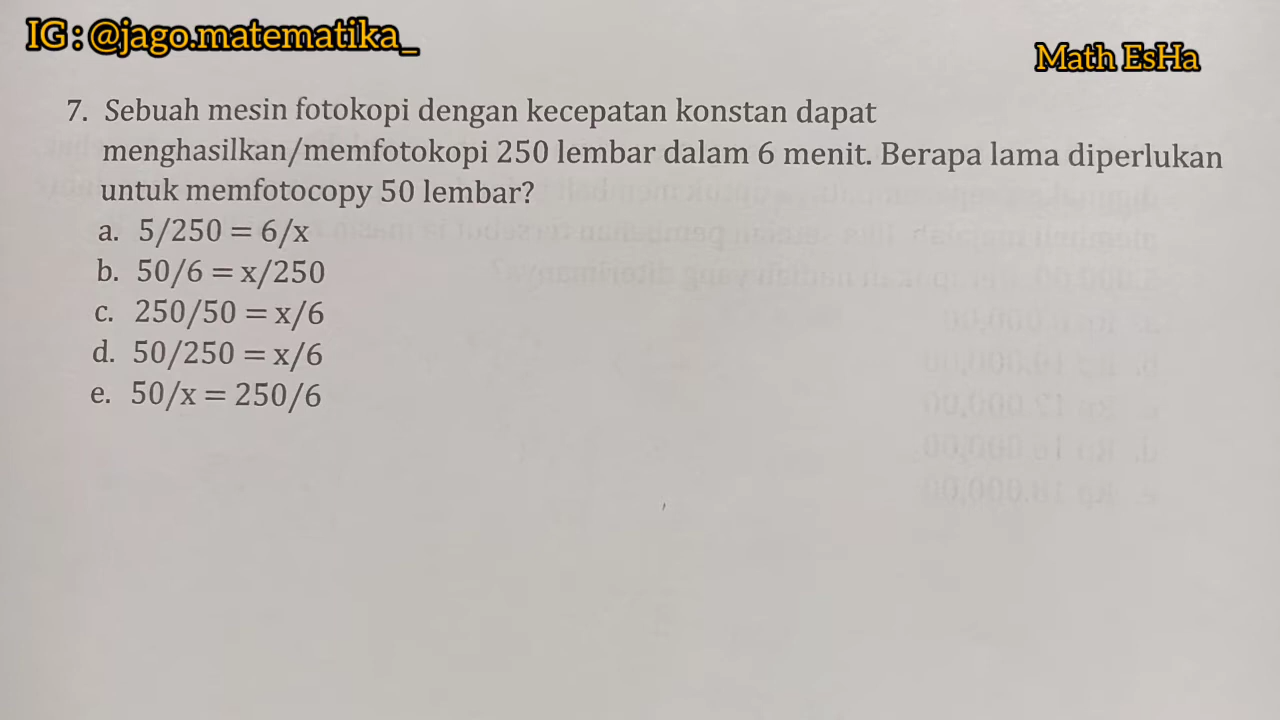 IG : @jago.matematika_
Math EsHa
7. Sebuah mesin fotokopi dengan kecepatan konstan dapat
menghasilkan/memfotokopi 250 lembar dalam 6 menit. Berapa lama diperlukan
untuk memfotocopy 50 lembar?
a. 5/250 = 6/x
b. 50/6 = x/250
c. 250/50 = x/6
d. 50/250 = x/6
e. 50/x = 250/6